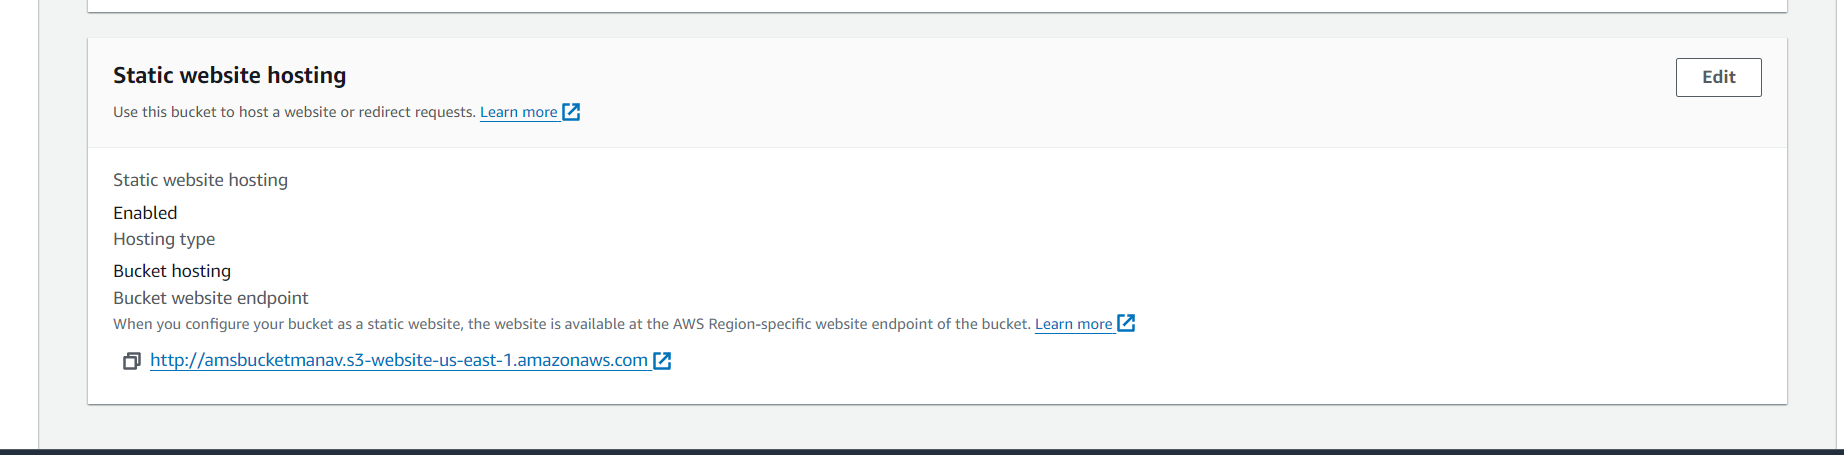 Static website hosting
Edit
Use this bucket to host a website or redirect requests. Learn more
Static website hosting
Enabled
Hosting type
Bucket hosting
Bucket website endpoint
When you configure your bucket as a static website, the website is available at the AWS Region-specific website endpoint of the bucket. Learn more
http://amsbucketmanav.s3-website-us-east-1.amazonaws.com